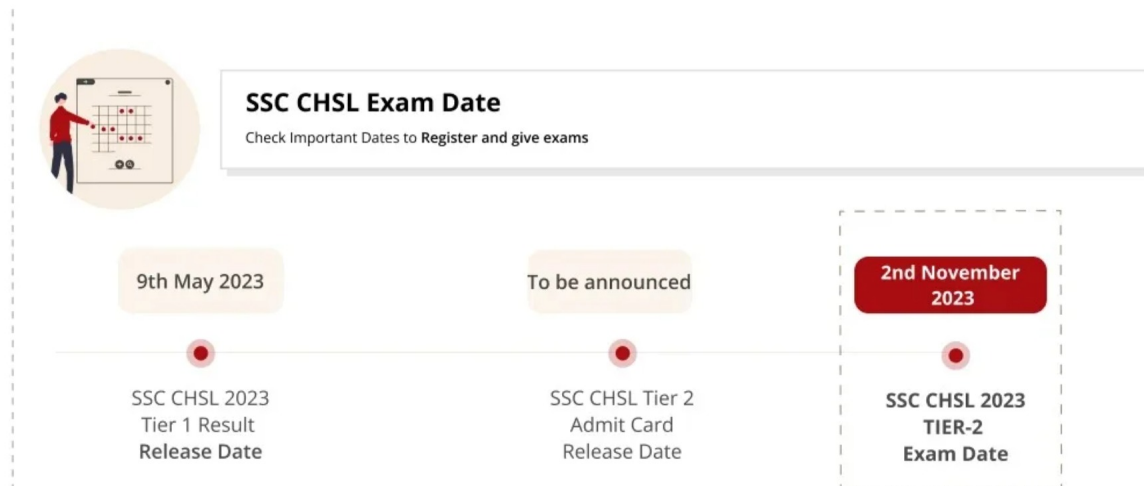 SSC CHSL Exam Date
Check Important Dates to Register and give exams
9th May 2023
SSC CHSL 2023
Tier 1 Result
Release Date
To be announced
SSC CHSL Tier 2
Admit Card
Release Date
2nd November
2023
SSC CHSL 2023
TIER-2
Exam Date